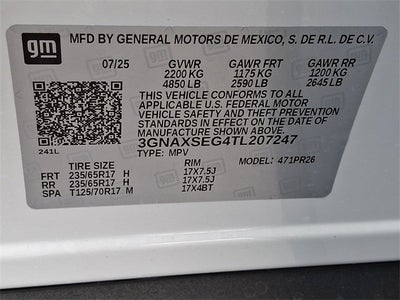 gm
MFD BY GENERAL MOTORS DE MEXICO, S. DE R.L. DE C.V.
07/25 GVWR GAWR FRT GAWR RR
2200 KG 1175 KG 1200 KG
4850 LB 2590 LB 2645 LB
THIS VEHICLE CONFORMS TO ALL
APPLICABLE U.S. FEDERAL MOTOR
VEHICLE SAFETY AND THEFT PREVENTION
STANDARDS IN EFFECT ON THE DATE OF
MANUFACTURE SHOWN ABOVE.
3GNAXSEG4TL207247
241L TYPE: MPV MODEL: 471PR26
TIRE SIZE RIM
FRT 235/65R17 H 17X7.5J
RR 235/65R17 H 17X7.5J
SPA T125/70R17 M 17X4BT